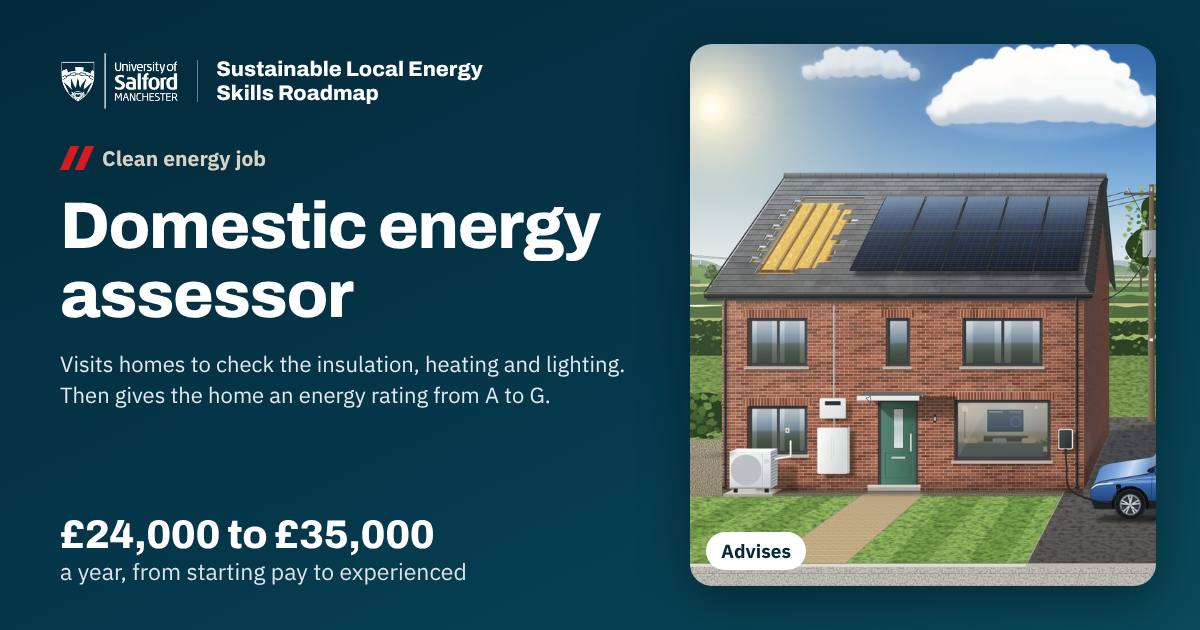 University of
Salford
MANCHESTER
Sustainable Local Energy
Skills Roadmap
Clean energy job
Domestic energy
assessor
Visits homes to check the insulation, heating and lighting.
Then gives the home an energy rating from A to G.
£24,000 to £35,000
a year, from starting pay to experienced
Advises